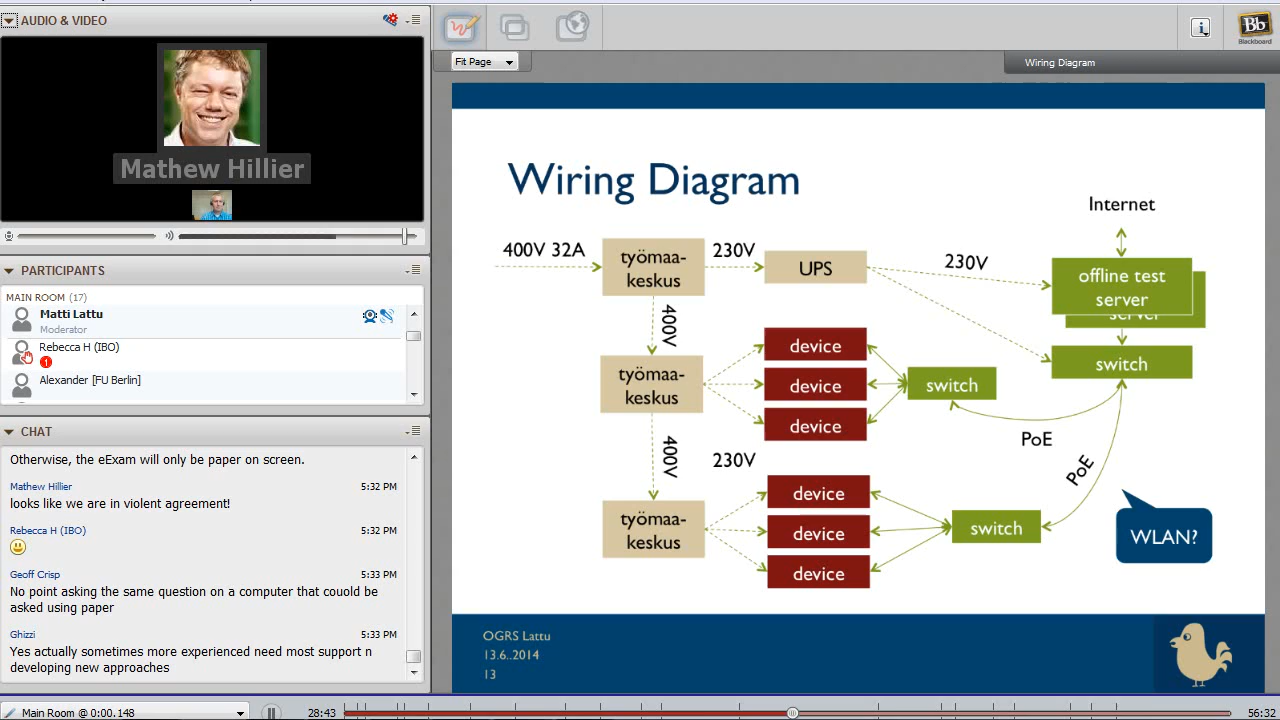 AUDIO & VIDEO
Mathew Hillier
PARTICIPANTS
MAIN ROOM (17)
Matti Lattu
Moderator
Rebecca H (IBO)
Alexander [FU Berlin]
CHAT
Otherwise, the eExam will only be paper on screen.
Mathew Hillier 5:32 PM
looks like we are in violent agreement!
Rebecca H (IBO) 5:32 PM
Geoff Crisp 5:33 PM
No point asking the same question on a computer that coould be
asked using paper
Ghizzi 5:33 PM
Yes actually sometimes more experienced need most support n
developing new approaches
Main Room @ 0:00.148
28:43
56:32
Fit Page
Bb
Blackboard
Wiring Diagram
Wiring Diagram
Internet
400V 32A
työmaa-
keskus
230V
UPS
230V
offline test
server
server
400V
switch
työmaa-
keskus
device
device
device
switch
PoE
PoE
400V
230V
työmaa-
keskus
device
device
device
switch
WLAN?
OGRS Lattu
13.6..2014
13